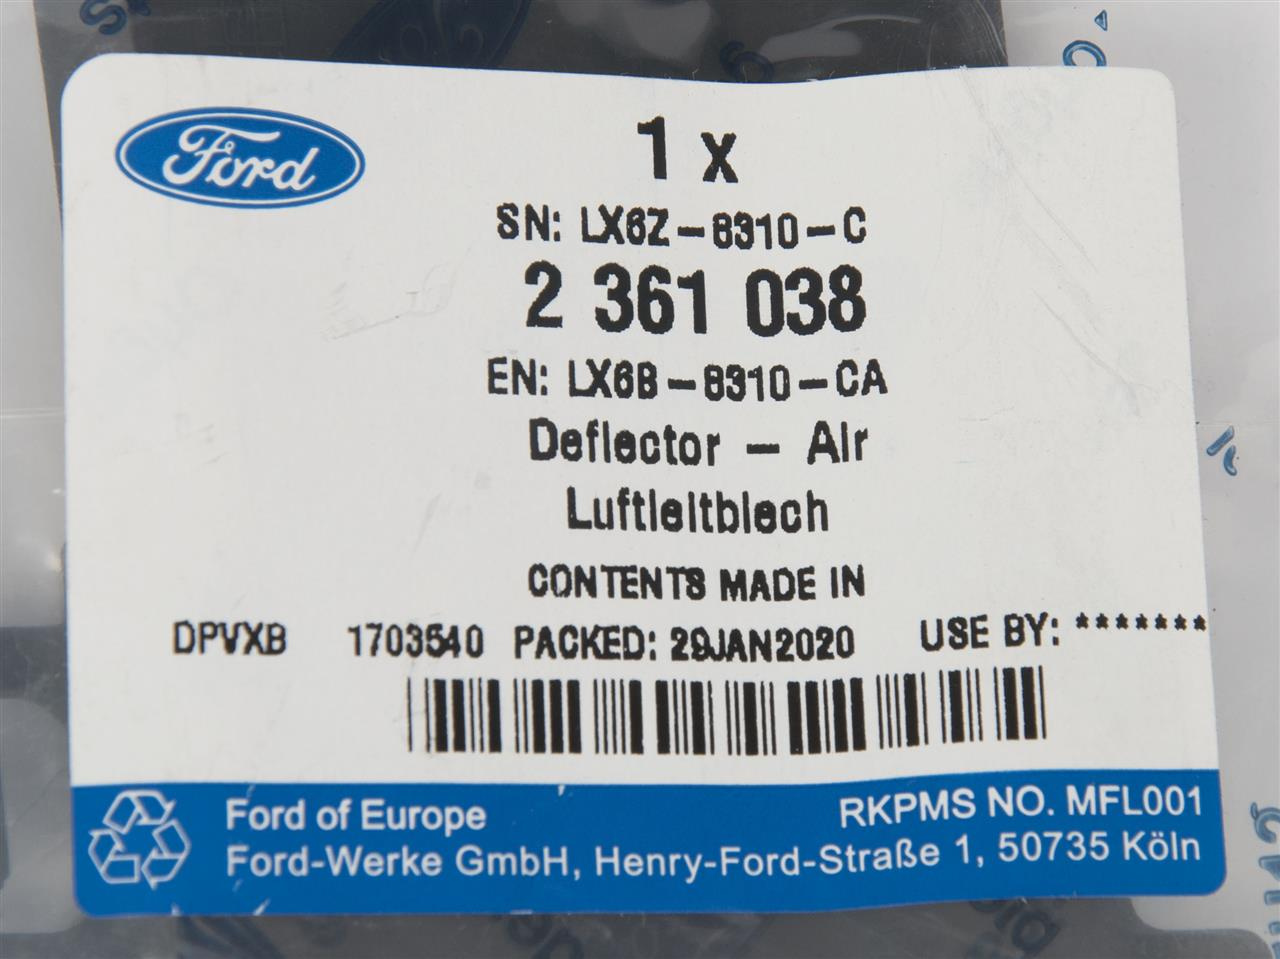 Ford
1 x
SN: LX6Z-8310-C
2 361 038
EN: LX6B-8310-CA
Deflector - Air
Luftleitblech
CONTENTS MADE IN
DPVXB 1703540 PACKED: 29JAN2020 USE BY: *******
Ford of Europe RKPMS NO. MFL001
Ford-Werke GmbH, Henry-Ford-Straße 1, 50735 Köln